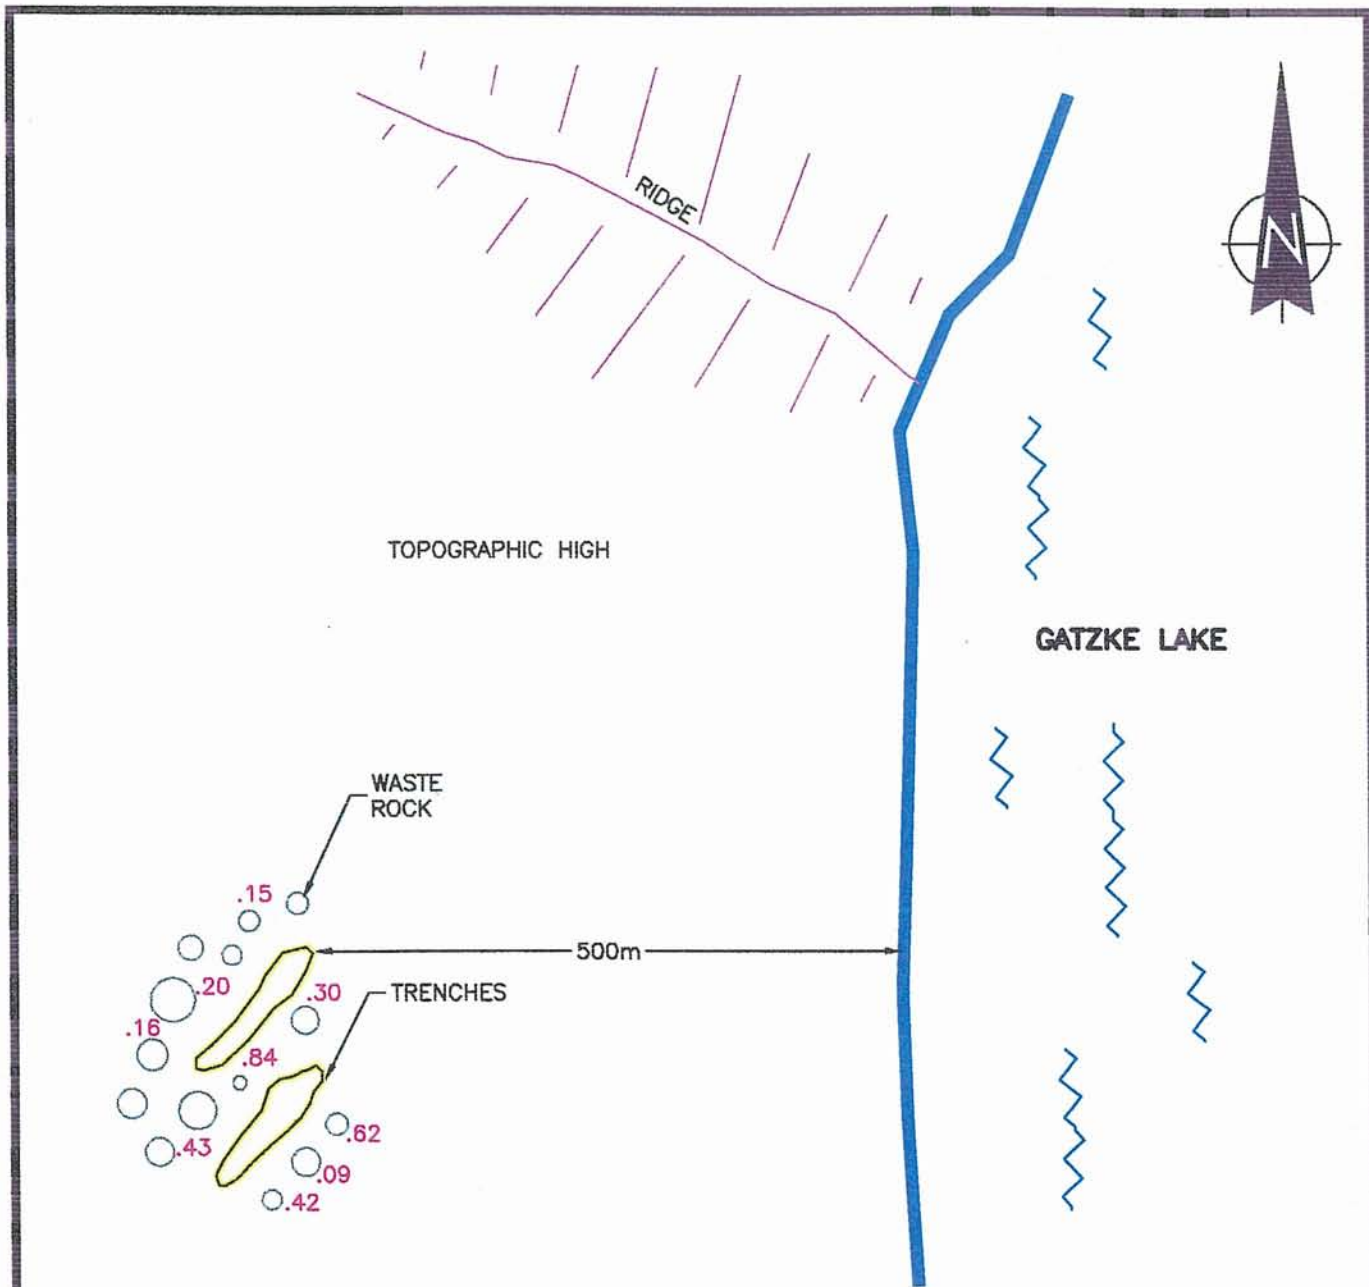 N
RIDGE
TOPOGRAPHIC HIGH
GATZKE LAKE
WASTE
ROCK
.15
500m
.20
.30
TRENCHES
.16
.84
.62
.43
.09
.42